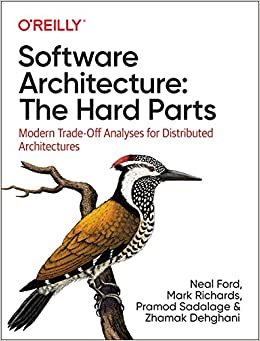 O'REILLY®
Software
Architecture:
The Hard Parts
Modern Trade-Off Analyses for Distributed
Architectures
Neal Ford,
Mark Richards,
Pramod Sadalage &
Zhamak Dehghani